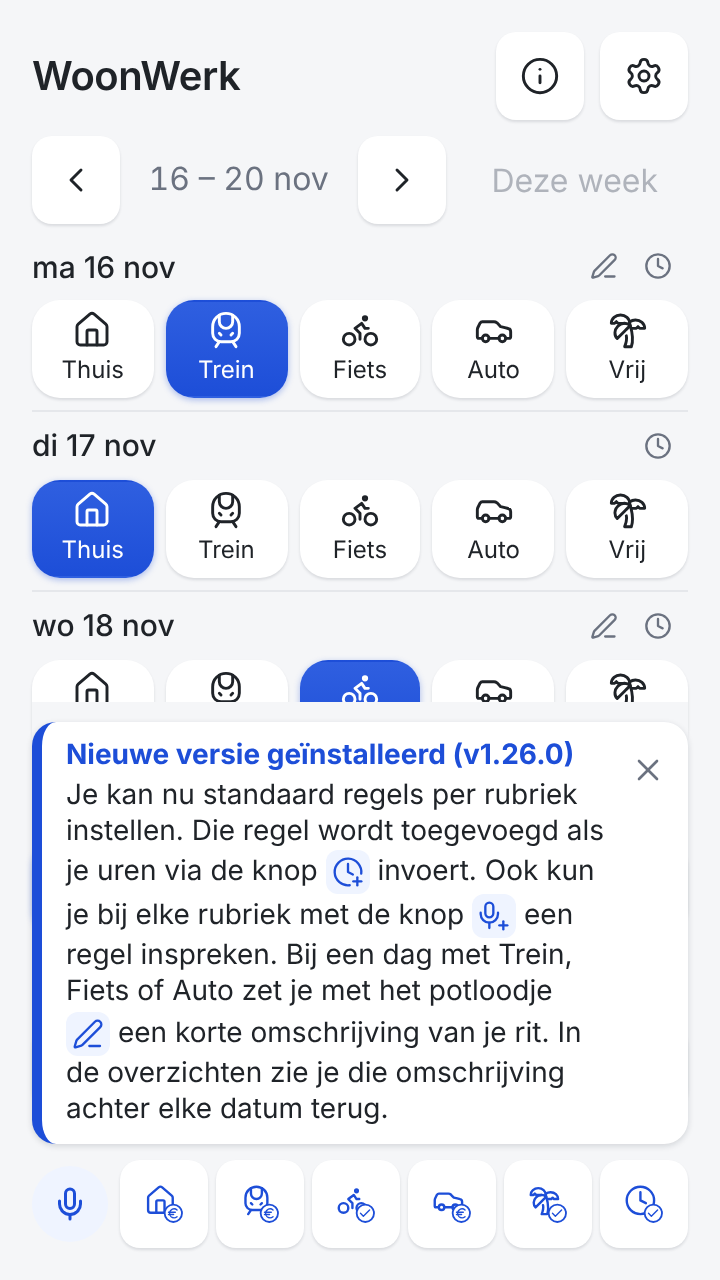 WoonWerk
16 – 20 nov
Deze week
ma 16 nov
Thuis Trein Fiets Auto Vrij
di 17 nov
Thuis Trein Fiets Auto Vrij
wo 18 nov
Nieuwe versie geïnstalleerd (v1.26.0)
Je kan nu standaard regels per rubriek
instellen. Die regel wordt toegevoegd als
je uren via de knop invoert. Ook kun
je bij elke rubriek met de knop een
regel inspreken. Bij een dag met Trein,
Fiets of Auto zet je met het potloodje
een korte omschrijving van je rit. In
de overzichten zie je die omschrijving
achter elke datum terug.